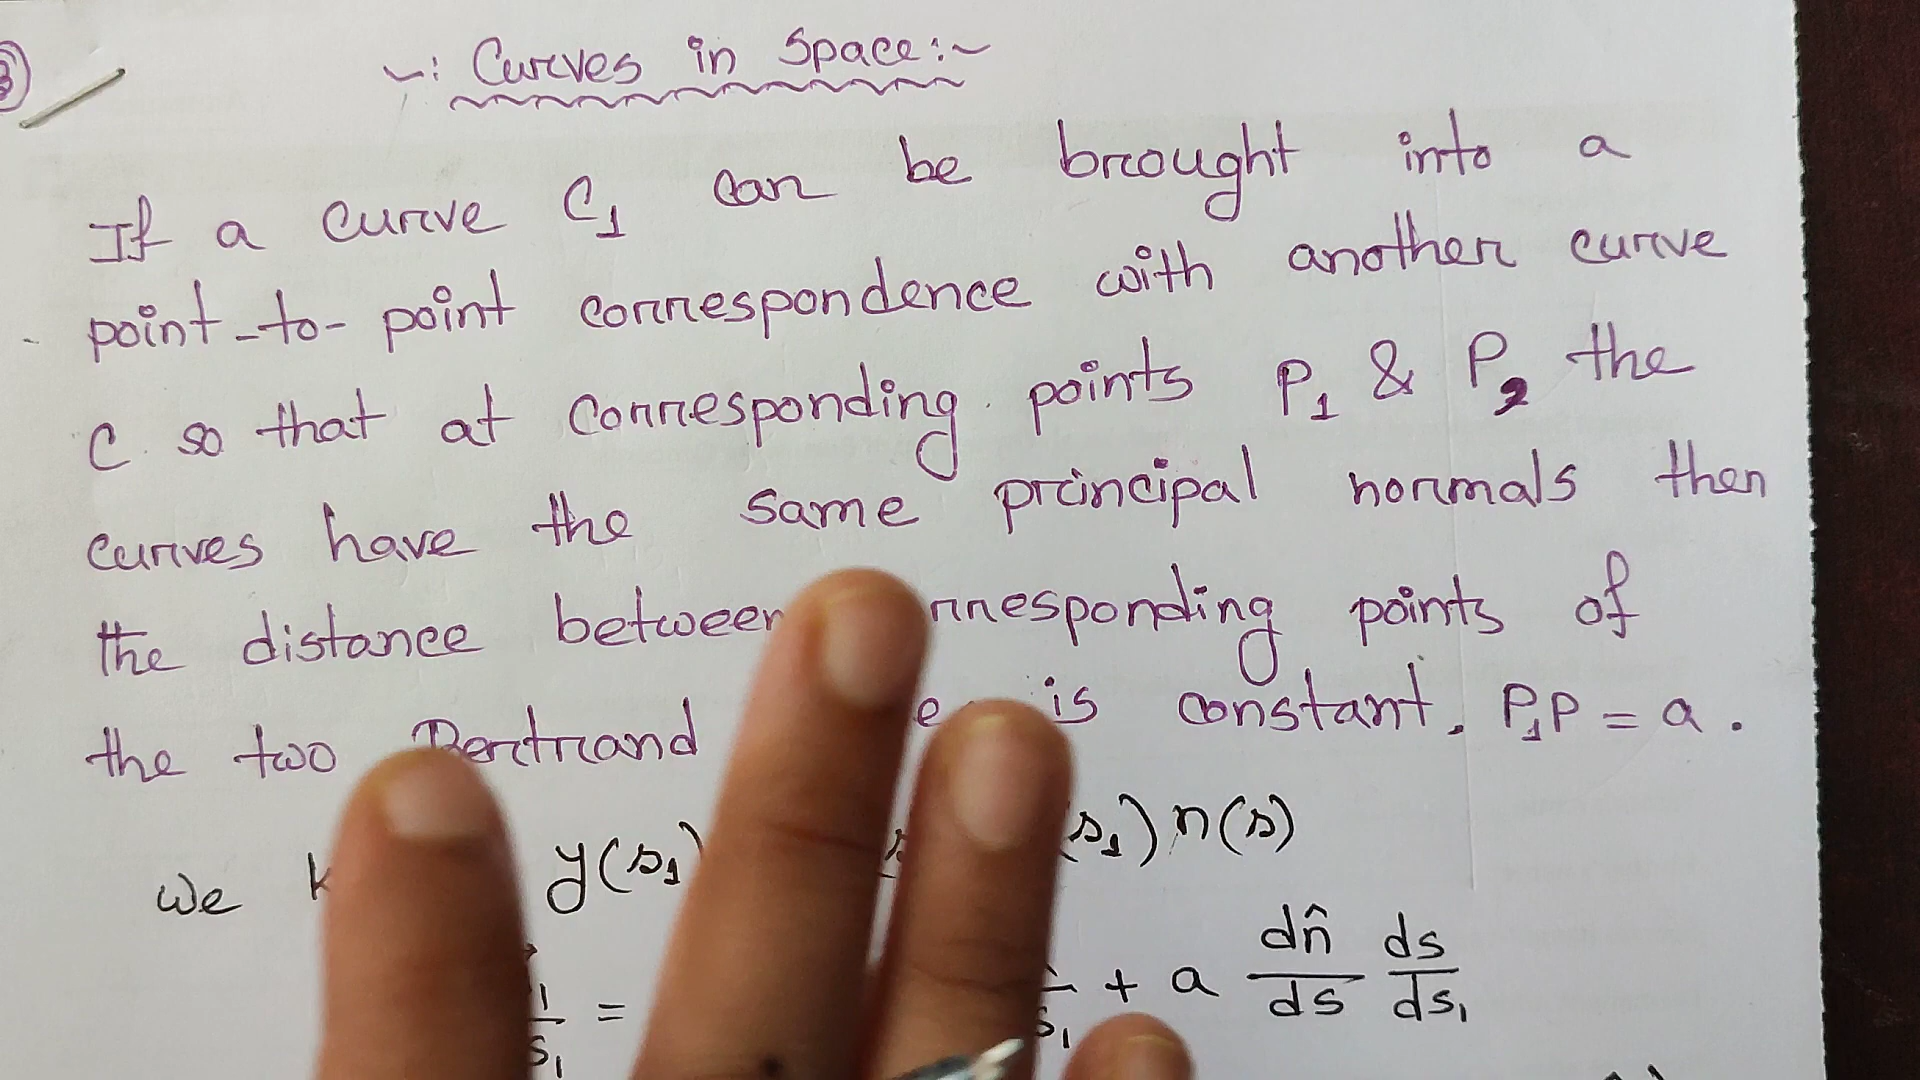 3
~: Curves in Space:~
If a curve C₁ can be brought into a
point-to-point correspondence with another curve
C so that at corresponding points P₁ & P₂ the
curves have the same principal normals then
the distance between rresponding points of
the two Bertrand is constant. P₁P = a.
We y(s₁) (s₁) n(s)
= + a dn̂/ds ds/ds₁